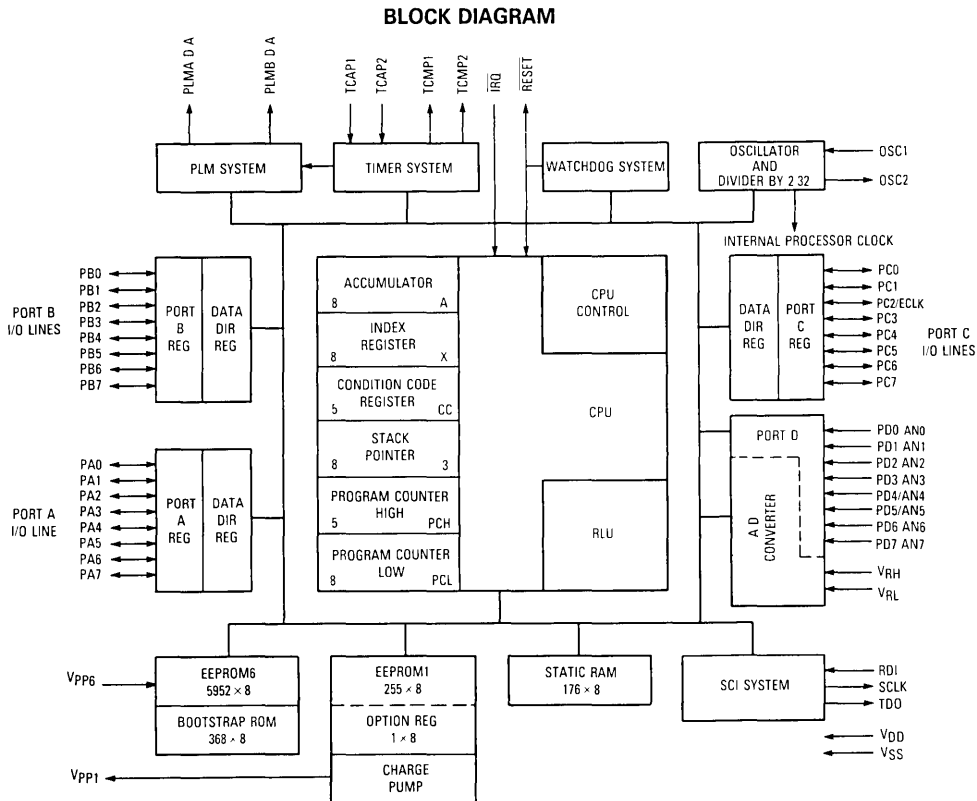 BLOCK DIAGRAM
PLMA D A
PLMB D A
TCAP1
TCAP2
TCMP1
TCMP2
IRQ
RESET
PLM SYSTEM
TIMER SYSTEM
WATCHDOG SYSTEM
OSCILLATOR
AND
DIVIDER BY 2 32
OSC1
OSC2
INTERNAL PROCESSOR CLOCK
PORT B
I/O LINES
PB0
PB1
PB2
PB3
PB4
PB5
PB6
PB7
PORT
B
REG
DATA
DIR
REG
ACCUMULATOR
8 A
INDEX
REGISTER
8 X
CONDITION CODE
REGISTER
5 CC
STACK
POINTER
8 3
PROGRAM COUNTER
HIGH
5 PCH
PROGRAM COUNTER
LOW
8 PCL
CPU
CONTROL
CPU
RLU
DATA
DIR
REG
PORT
C
REG
PC0
PC1
PC2/ECLK
PC3
PC4
PC5
PC6
PC7
PORT C
I/O LINES
PORT A
I/O LINE
PA0
PA1
PA2
PA3
PA4
PA5
PA6
PA7
PORT
A
REG
DATA
DIR
REG
PORT D
A D
CONVERTER
PD0 AN0
PD1 AN1
PD2 AN2
PD3 AN3
PD4/AN4
PD5/AN5
PD6 AN6
PD7 AN7
VRH
VRL
VPP6
EEPROM6
5952 × 8
BOOTSTRAP ROM
368 × 8
EEPROM1
255 × 8
OPTION REG
1 × 8
CHARGE
PUMP
VPP1
STATIC RAM
176 × 8
SCI SYSTEM
RDI
SCLK
TDO
VDD
VSS